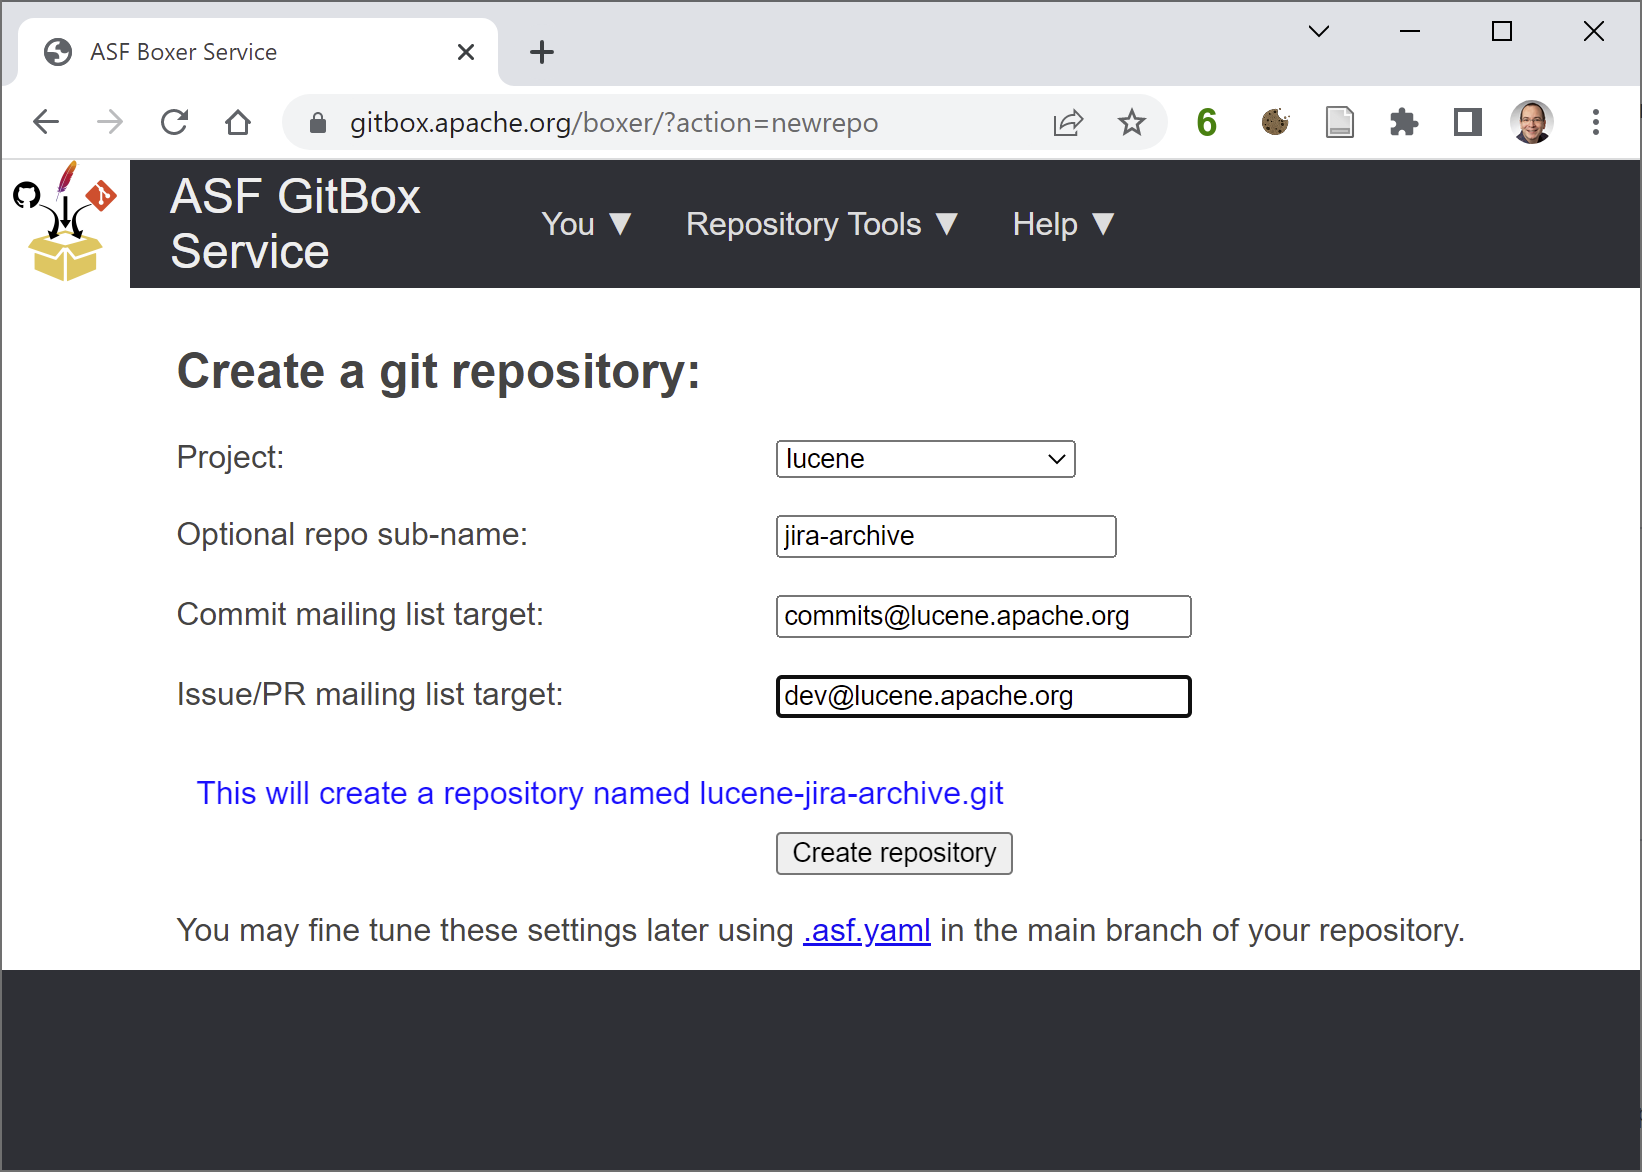 ASF Boxer Service
gitbox.apache.org/boxer/?action=newrepo
6
ASF GitBox
Service
You ▼ Repository Tools ▼ Help ▼
Create a git repository:
Project: lucene
Optional repo sub-name: jira-archive
Commit mailing list target: commits@lucene.apache.org
Issue/PR mailing list target: dev@lucene.apache.org
This will create a repository named lucene-jira-archive.git
Create repository
You may fine tune these settings later using .asf.yaml in the main branch of your repository.